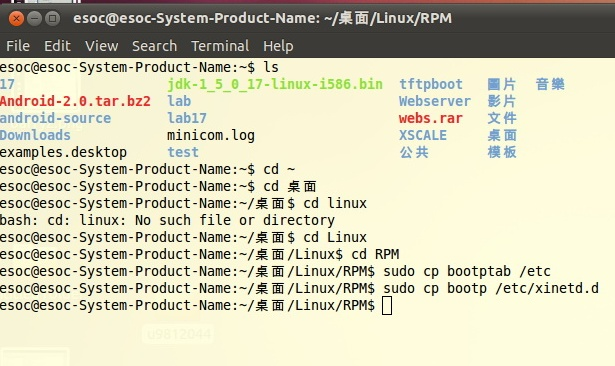 esoc@esoc-System-Product-Name: ~/桌面/Linux/RPM
File Edit View Search Terminal Help
esoc@esoc-System-Product-Name:~$ ls
17 jdk-1_5_0_17-linux-i586.bin tftpboot 圖片 音樂
Android-2.0.tar.bz2 lab Webserver 影片
android-source lab17 webs.rar 文件
Downloads minicom.log XSCALE 桌面
examples.desktop test 公共 模板
esoc@esoc-System-Product-Name:~$ cd ~
esoc@esoc-System-Product-Name:~$ cd 桌面
esoc@esoc-System-Product-Name:~/桌面$ cd linux
bash: cd: linux: No such file or directory
esoc@esoc-System-Product-Name:~/桌面$ cd Linux
esoc@esoc-System-Product-Name:~/桌面/Linux$ cd RPM
esoc@esoc-System-Product-Name:~/桌面/Linux/RPM$ sudo cp bootptab /etc
esoc@esoc-System-Product-Name:~/桌面/Linux/RPM$ sudo cp bootp /etc/xinetd.d
esoc@esoc-System-Product-Name:~/桌面/Linux/RPM$
u9812044